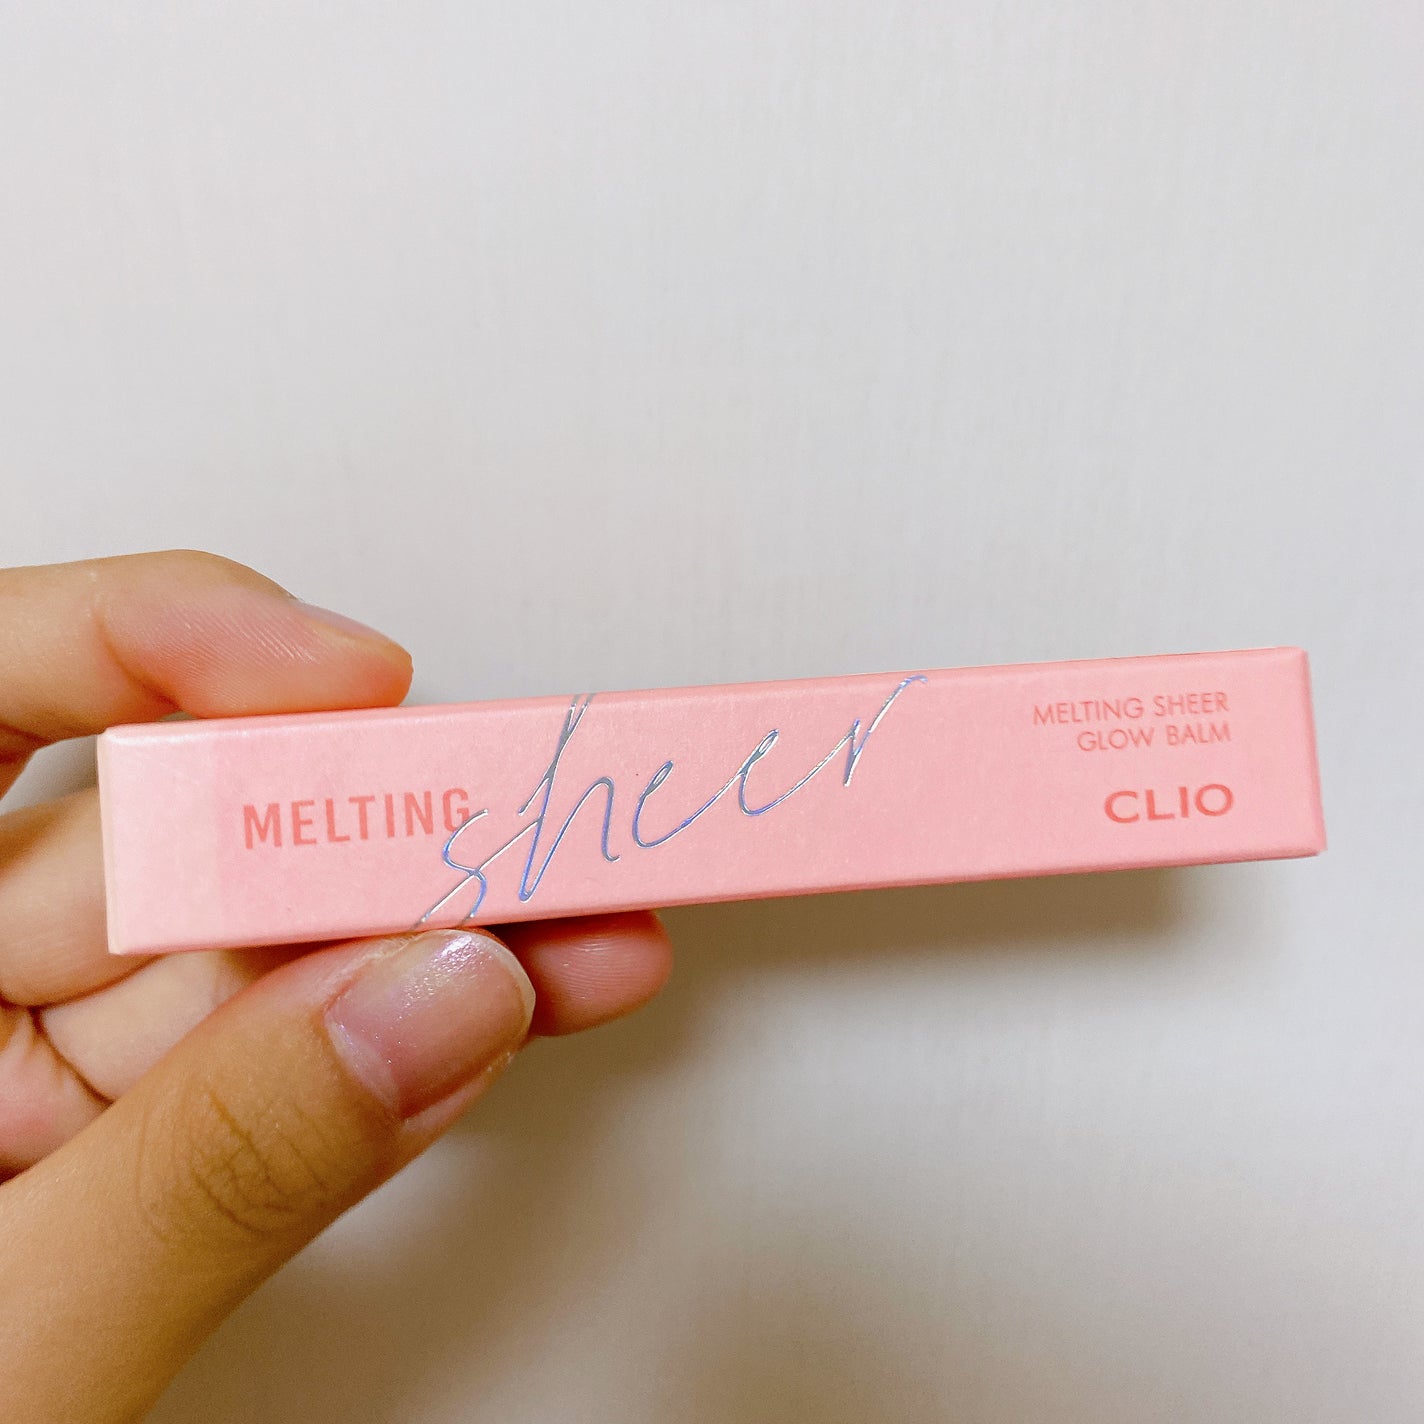 MELTING
sheer
MELTING SHEER
GLOW BALM
CLIO